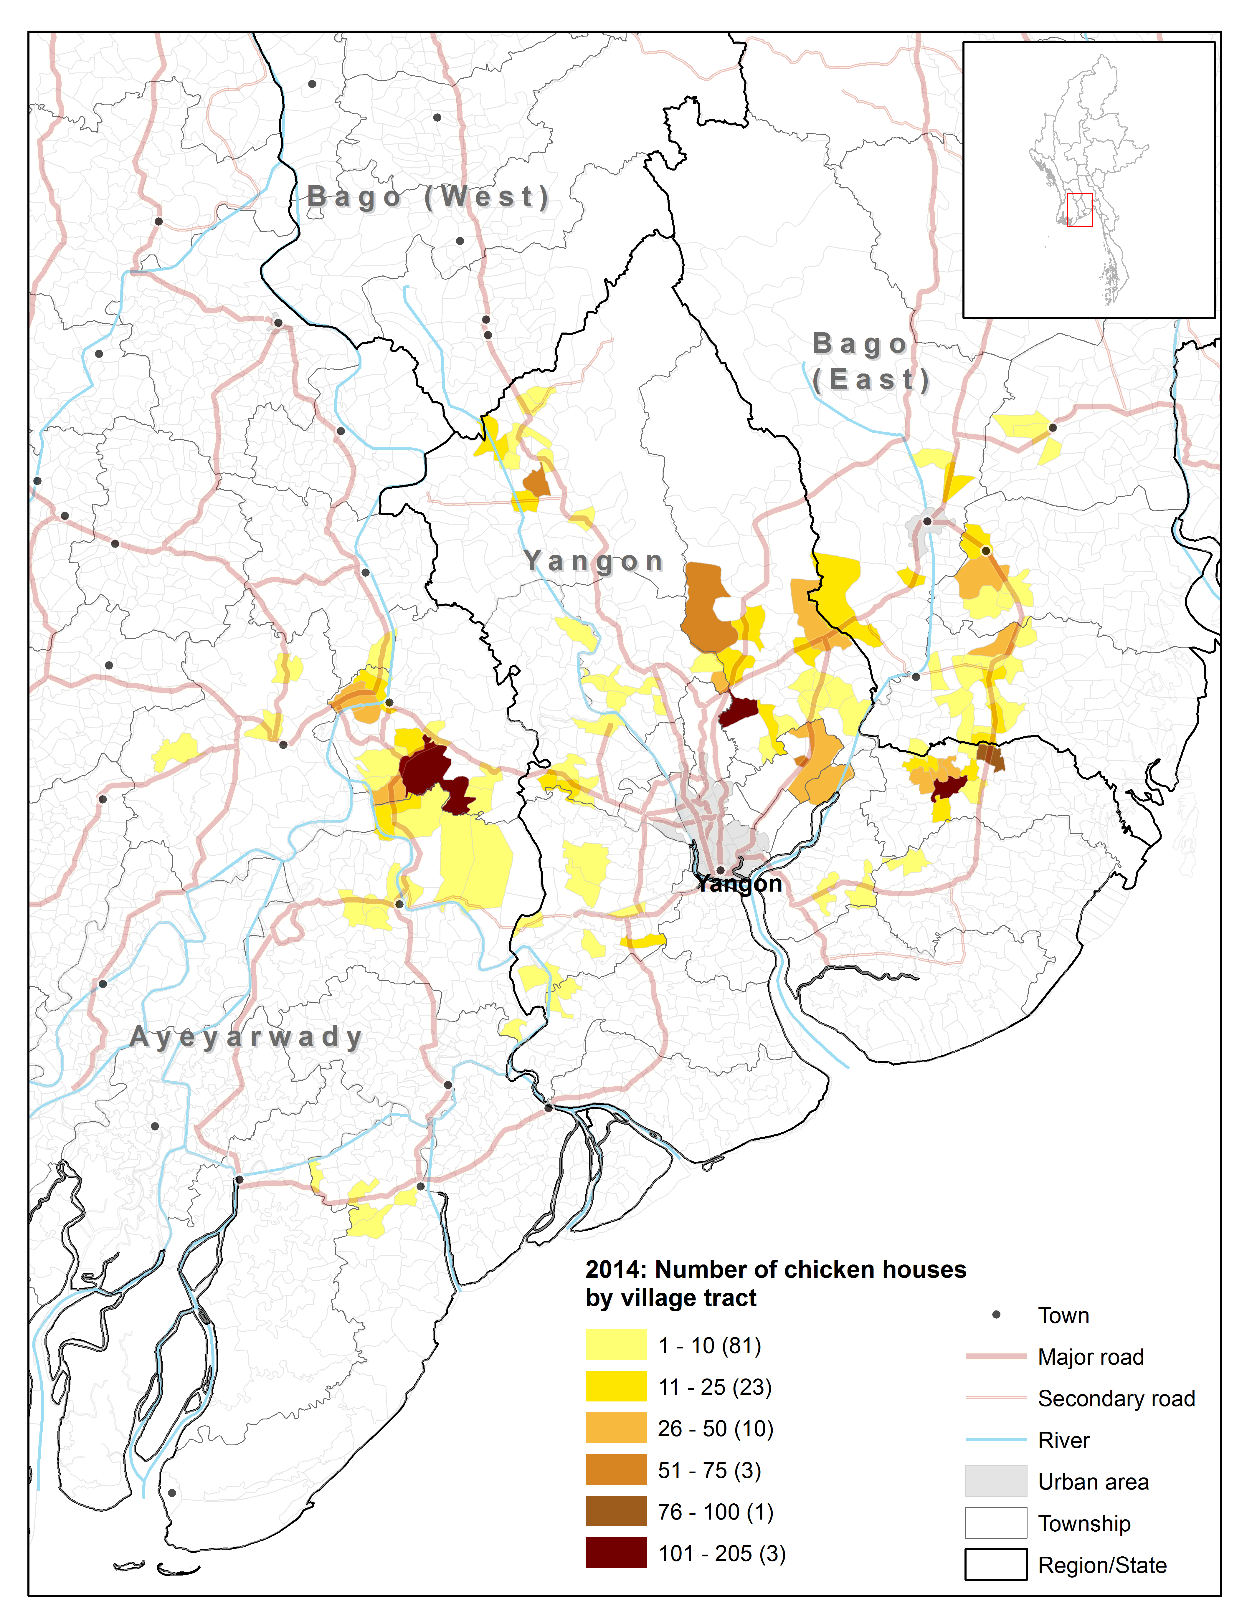 Bago (West)
Bago
(East)
Yangon
Yangon
Ayeyarwady
2014: Number of chicken houses
by village tract
1 - 10 (81)
11 - 25 (23)
26 - 50 (10)
51 - 75 (3)
76 - 100 (1)
101 - 205 (3)
Town
Major road
Secondary road
River
Urban area
Township
Region/State